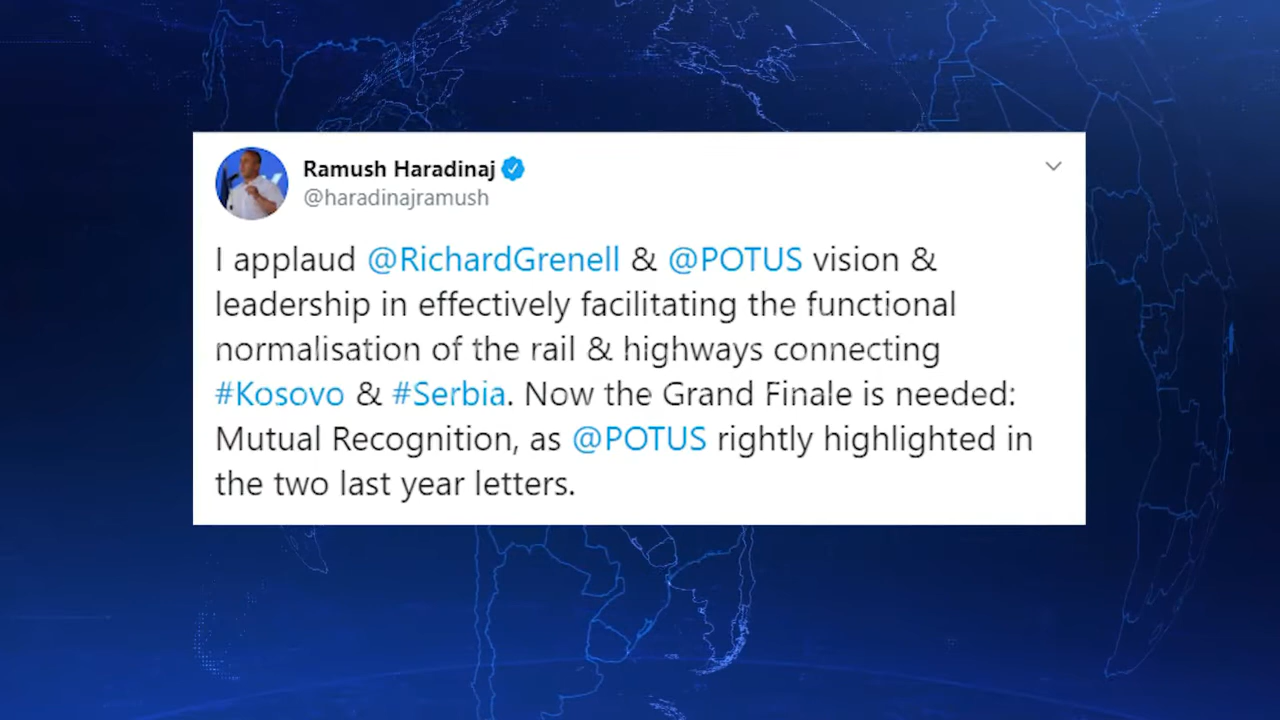 Ramush Haradinaj
@haradinajramush
I applaud @RichardGrenell & @POTUS vision &
leadership in effectively facilitating the functional
normalisation of the rail & highways connecting
#Kosovo & #Serbia. Now the Grand Finale is needed:
Mutual Recognition, as @POTUS rightly highlighted in
the two last year letters.